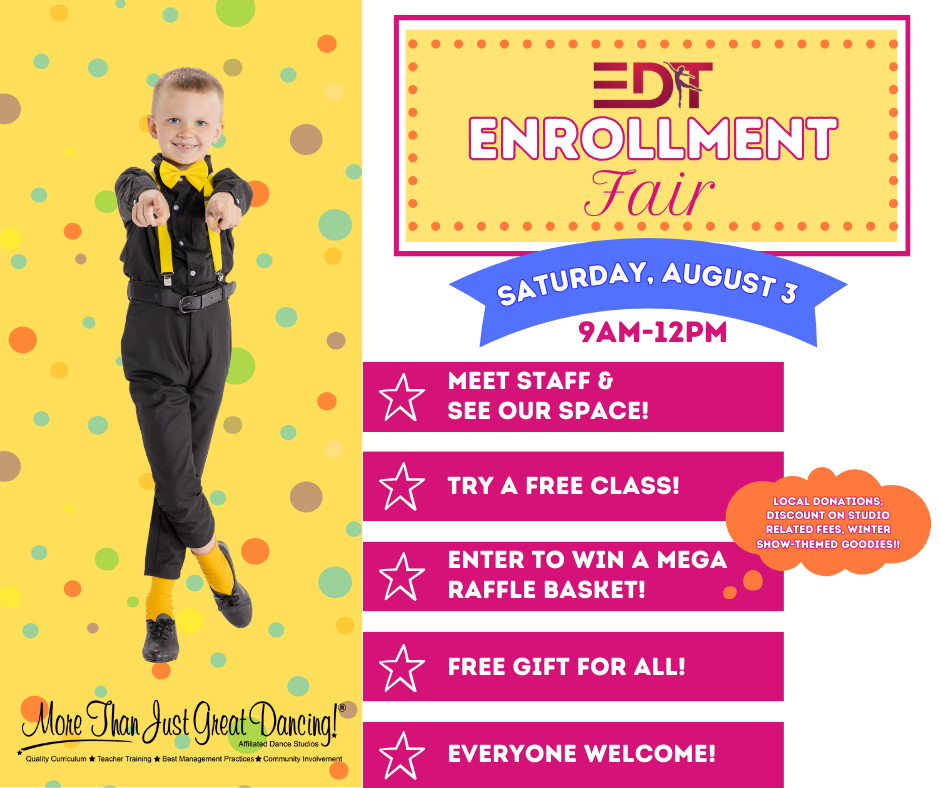 EDT
ENROLLMENT
Fair
SATURDAY, AUGUST 3
9AM-12PM
MEET STAFF &
SEE OUR SPACE!
TRY A FREE CLASS!
LOCAL DONATIONS,
DISCOUNT ON STUDIO
RELATED FEES, WINTER
SHOW-THEMED GOODIES!!
ENTER TO WIN A MEGA
RAFFLE BASKET!
FREE GIFT FOR ALL!
EVERYONE WELCOME!
More Than Just Great Dancing!®
Affiliated Dance Studios
Quality Curriculum ★ Teacher Training ★ Best Management Practices ★ Community Involvement